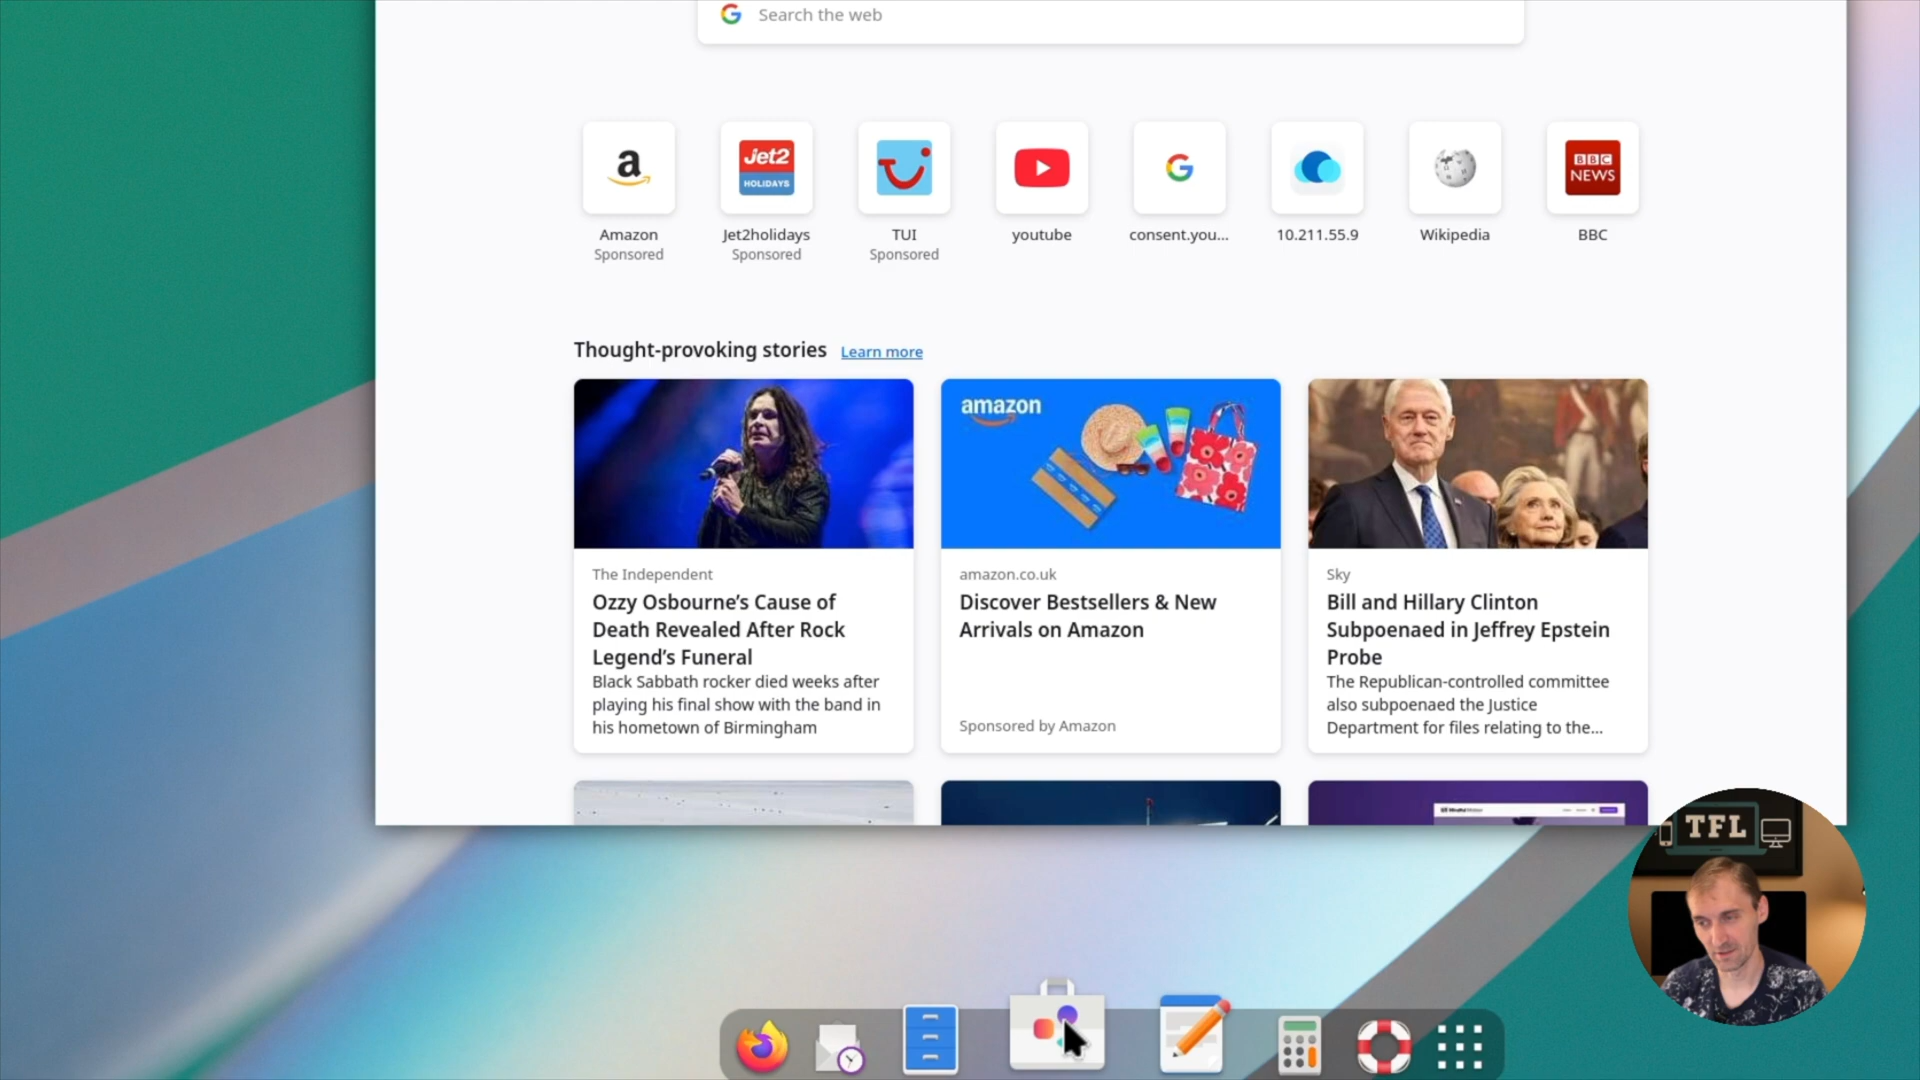 Search the web
a
Jet2
HOLIDAYS
BBC
NEWS
Amazon
Jet2holidays
TUI
youtube
consent.you...
10.211.55.9
Wikipedia
BBC
Sponsored
Sponsored
Sponsored
Thought-provoking stories
Learn more
amazon
The Independent
Ozzy Osbourne’s Cause of
Death Revealed After Rock
Legend’s Funeral
Black Sabbath rocker died weeks after
playing his final show with the band in
his hometown of Birmingham
amazon.co.uk
Discover Bestsellers & New
Arrivals on Amazon
Sponsored by Amazon
Sky
Bill and Hillary Clinton
Subpoenaed in Jeffrey Epstein
Probe
The Republican-controlled committee
also subpoenaed the Justice
Department for files relating to the...
TFL